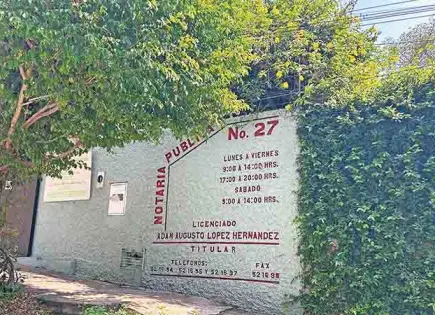 NOTARIA PUBLICA
No. 27
LUNES A VIERNES
9:00 A 14:00 HRS.
17:00 A 20:00 HRS.
SABADO
9:00 A 14:00 HRS.
LICENCIADO
ADAN AUGUSTO LOPEZ HERNANDEZ
TITULAR
TELEFONOS:
FAX